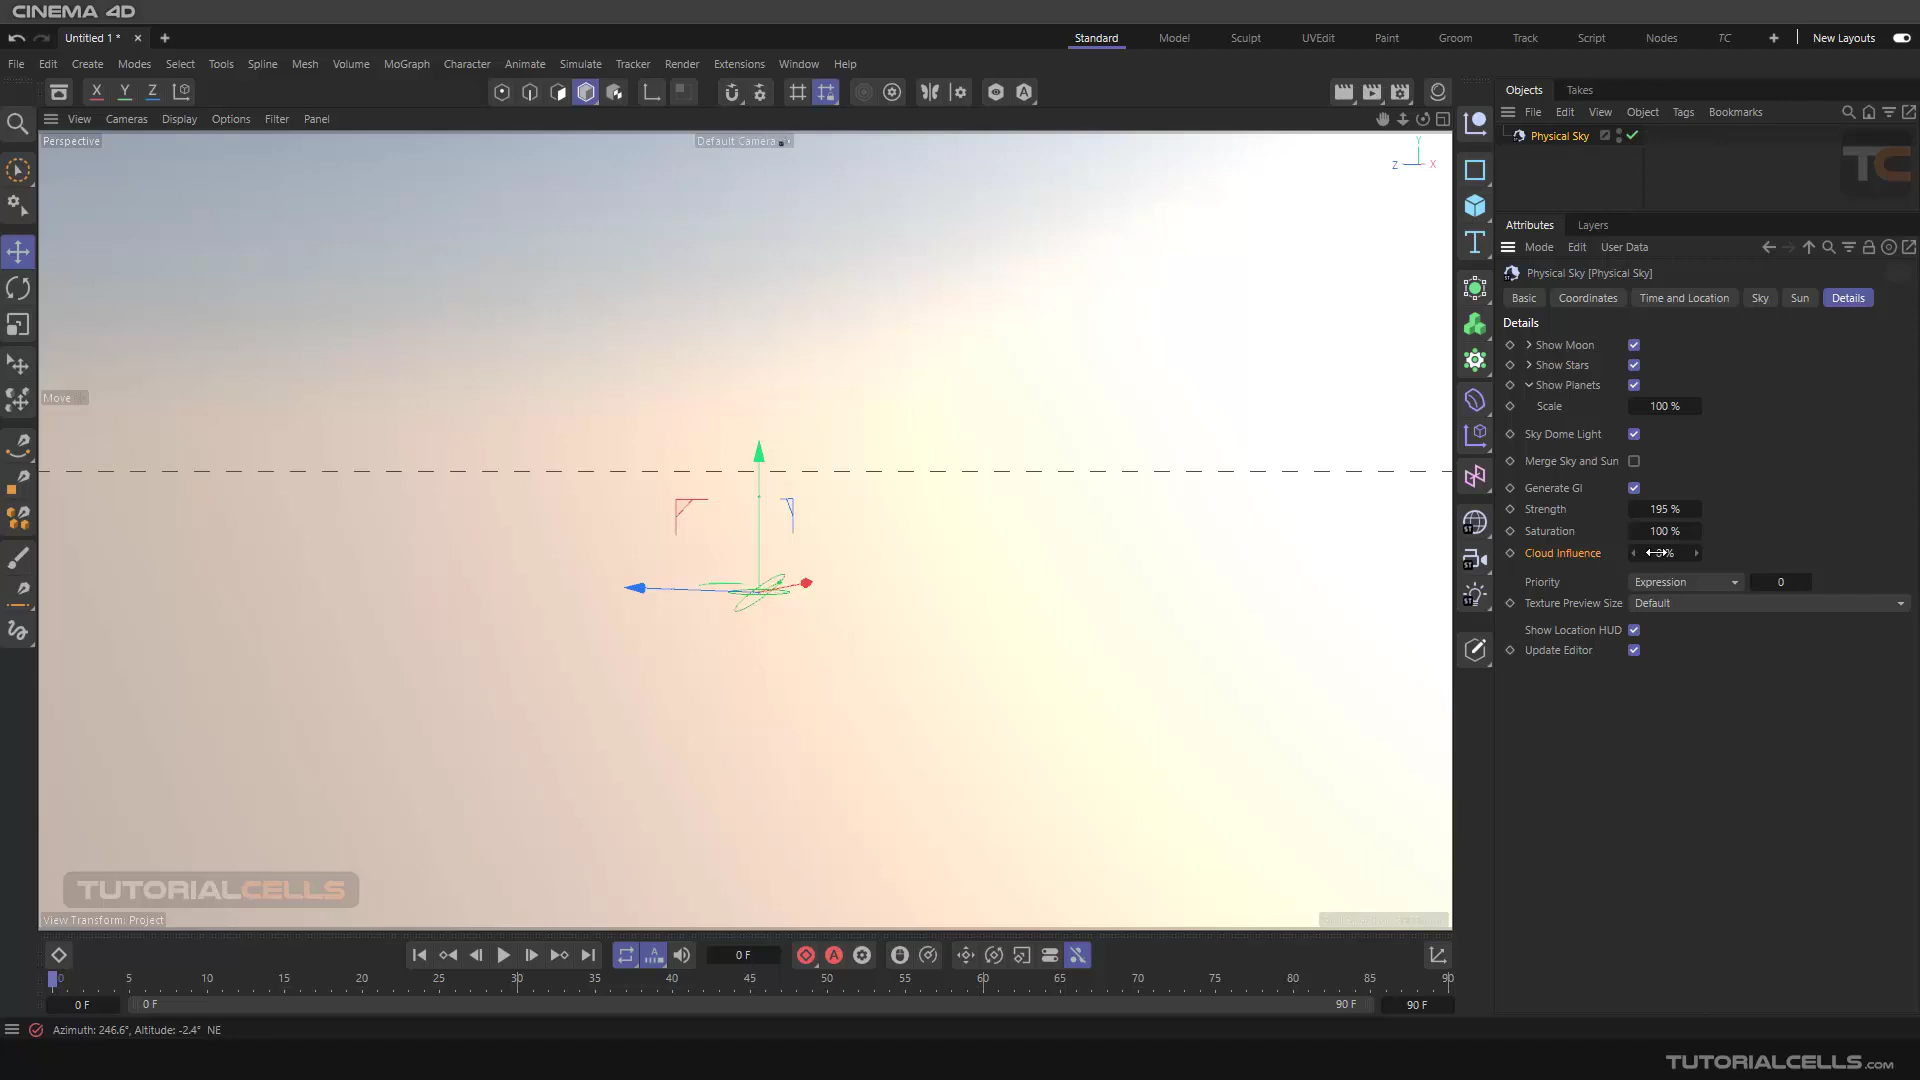 CINEMA 4D
Untitled 1 *
Standard Model Sculpt UVEdit Paint Groom Track Script Nodes TC New Layouts
File Edit Create Modes Select Tools Spline Mesh Volume MoGraph Character Animate Simulate Tracker Render Extensions Window Help
X Y Z
View Cameras Display Options Filter Panel
Perspective
Default Camera
Y
Z X
Move
TUTORIALCELLS
View Transform: Project
Objects Takes
File Edit View Object Tags Bookmarks
Physical Sky
TC
Attributes Layers
Mode Edit User Data
Physical Sky [Physical Sky]
Basic Coordinates Time and Location Sky Sun Details
Details
Show Moon
Show Stars
Show Planets
Scale 100 %
Sky Dome Light
Merge Sky and Sun
Generate GI
Strength 195 %
Saturation 100 %
Cloud Influence %
Priority Expression 0
Texture Preview Size Default
Show Location HUD
Update Editor
0 F
0 5 10 15 20 25 30 35 40 45 50 55 60 65 70 75 80 85 90
0 F 0 F 90 F 90 F
Azimuth: 246.6°, Altitude: -2.4° NE
TUTORIALCELLS.COM